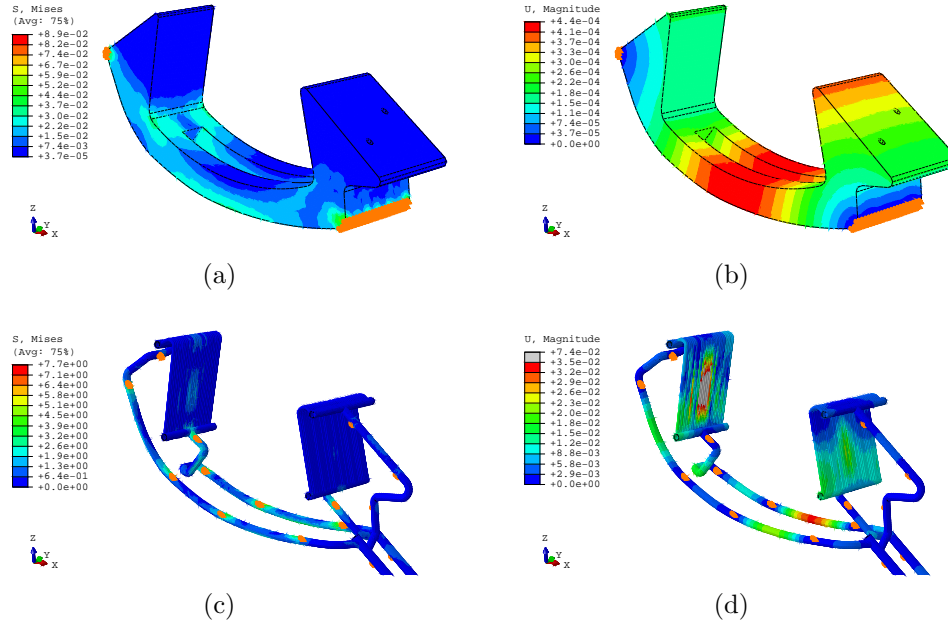 S, Mises
(Avg: 75%)
+8.9e-02
+8.2e-02
+7.4e-02
+6.7e-02
+5.9e-02
+5.2e-02
+4.4e-02
+3.7e-02
+3.0e-02
+2.2e-02
+1.5e-02
+7.4e-03
+3.7e-05
Z
Y
X
(a)
U, Magnitude
+4.4e-04
+4.1e-04
+3.7e-04
+3.3e-04
+3.0e-04
+2.6e-04
+2.2e-04
+1.8e-04
+1.5e-04
+1.1e-04
+7.4e-05
+3.7e-05
+0.0e+00
Z
Y
X
(b)
S, Mises
(Avg: 75%)
+7.7e+00
+7.1e+00
+6.4e+00
+5.8e+00
+5.1e+00
+4.5e+00
+3.9e+00
+3.2e+00
+2.6e+00
+1.9e+00
+1.3e+00
+6.4e-01
+0.0e+00
Z
Y
X
(c)
U, Magnitude
+7.4e-02
+3.5e-02
+3.2e-02
+2.9e-02
+2.6e-02
+2.3e-02
+2.0e-02
+1.8e-02
+1.5e-02
+1.2e-02
+8.8e-03
+5.8e-03
+2.9e-03
+0.0e+00
Z
Y
X
(d)